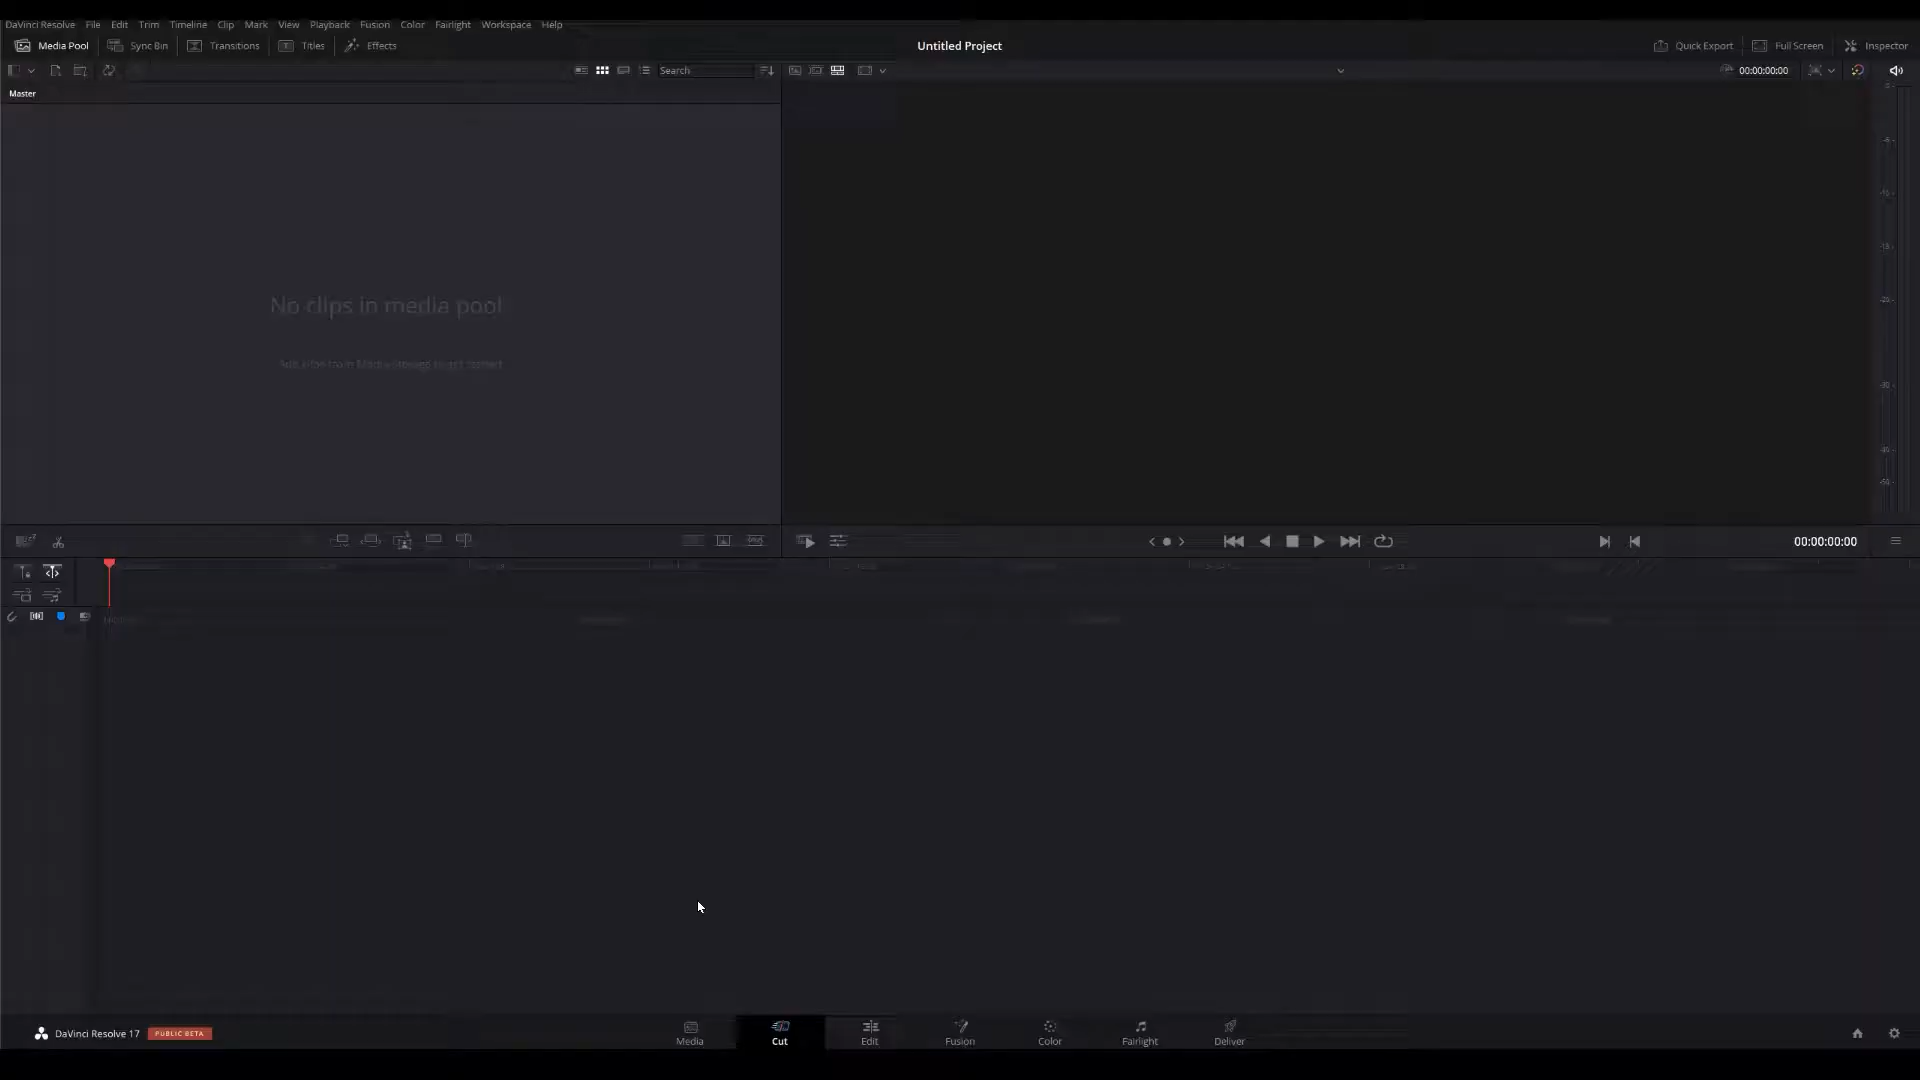 DaVinci Resolve File Edit Trim Timeline Clip Mark View Playback Fusion Color Fairlight Workspace Help
Media Pool Sync Bin Transitions Titles Effects Untitled Project Quick Export Full Screen Inspector
Search 00:00:00:00
Master
No clips in media pool
00:00:00:00
DaVinci Resolve 17 PUBLIC BETA
Media Cut Edit Fusion Color Fairlight Deliver